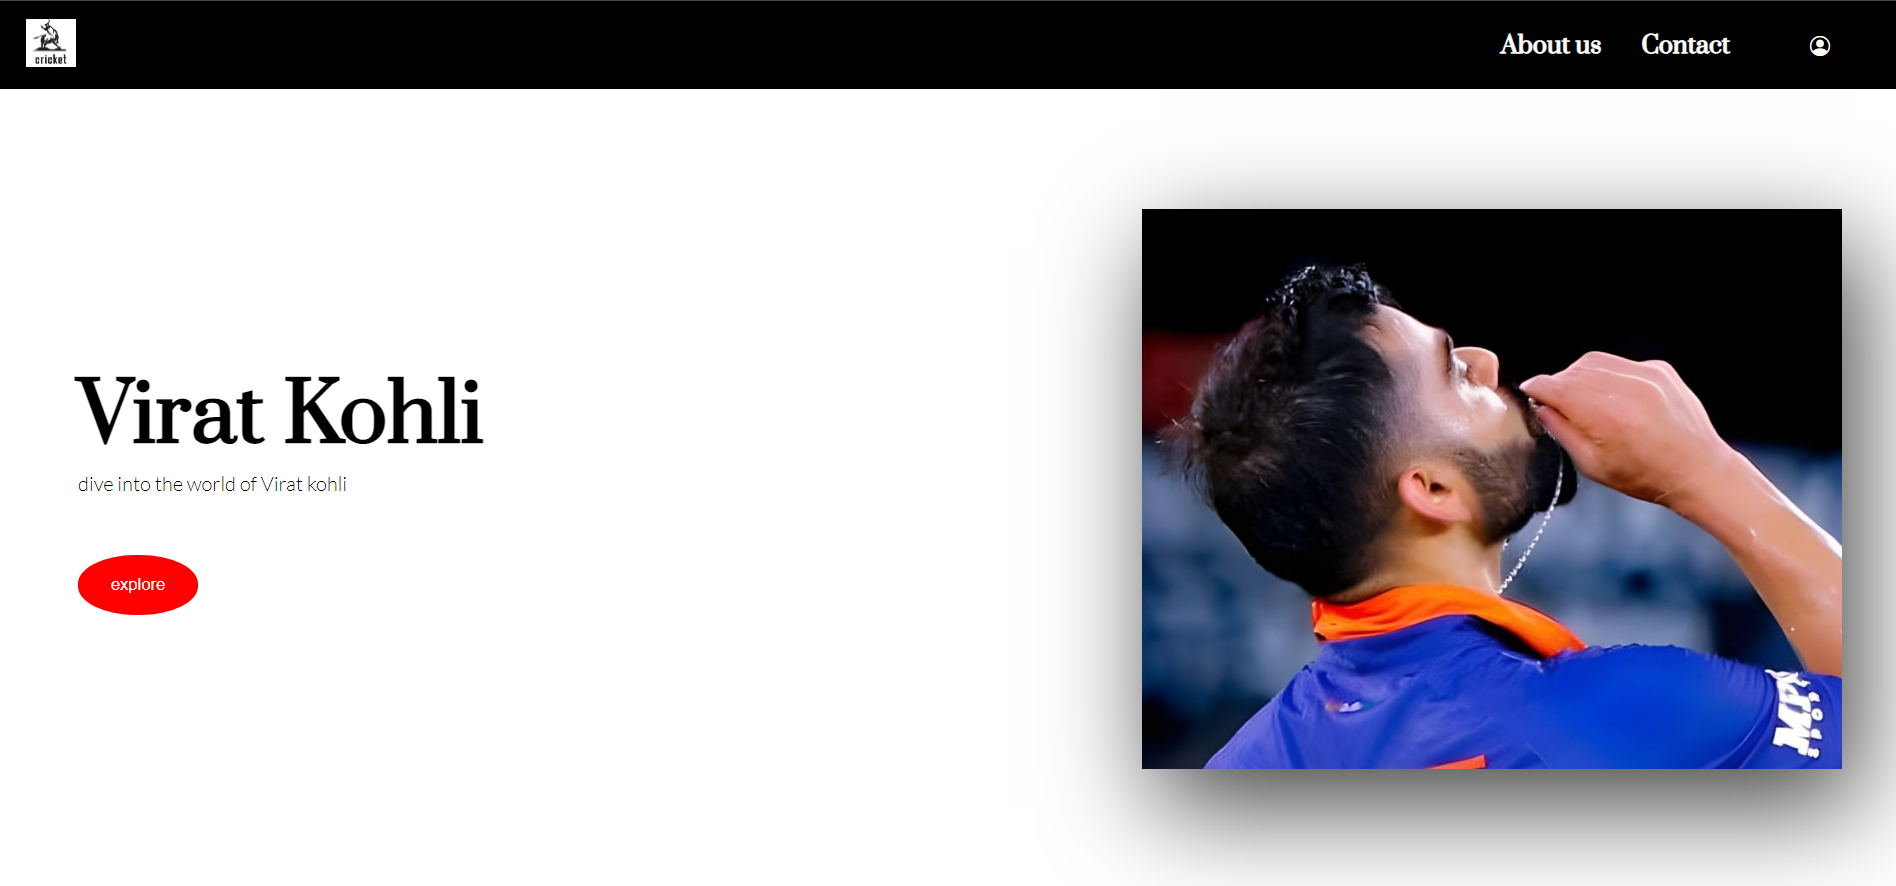 cricket
About us
Contact
Virat Kohli
dive into the world of Virat kohli
explore
MPL